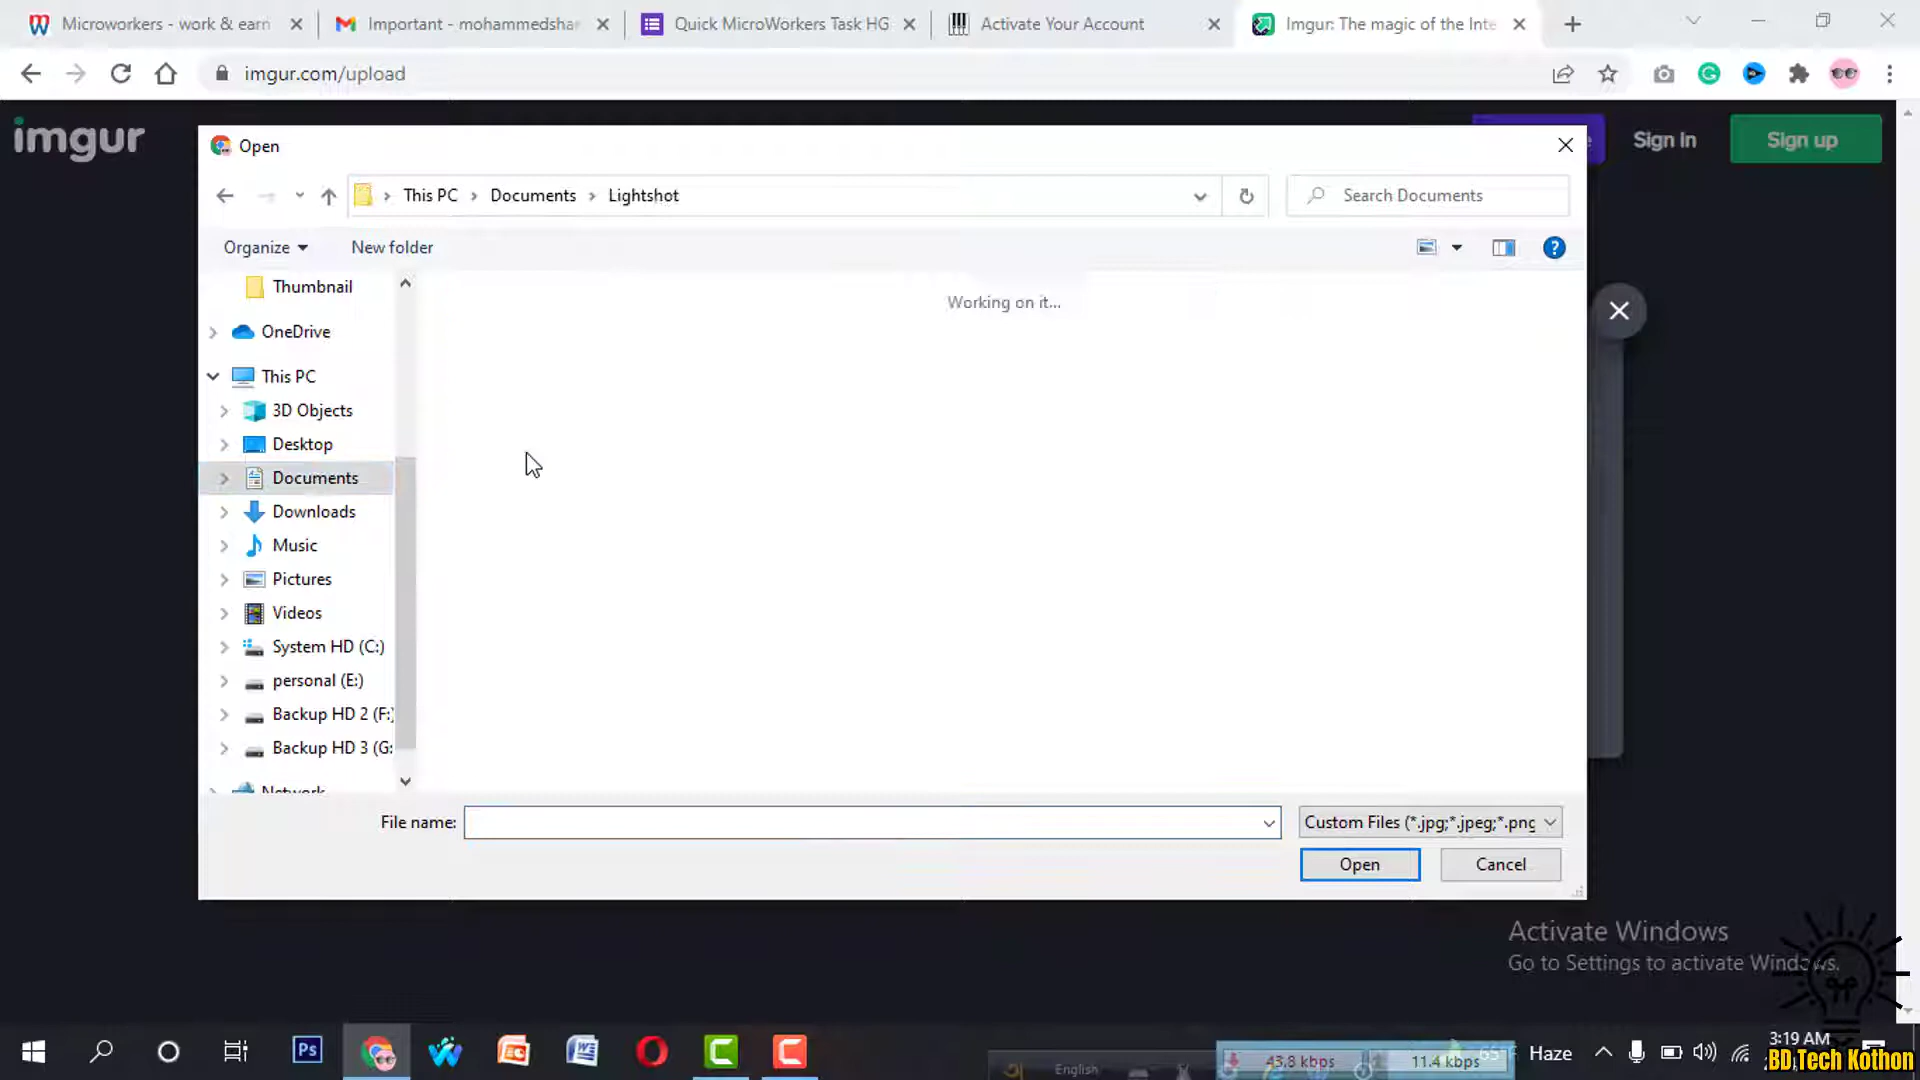 Microworkers - work & earn
Important - mohammedshar
Quick MicroWorkers Task HG
Activate Your Account
Imgur: The magic of the Inte
imgur.com/upload
imgur
Sign In
Sign up
Open
This PC
Documents
Lightshot
Search Documents
Organize
New folder
Working on it...
Thumbnail
OneDrive
This PC
3D Objects
Desktop
Documents
Downloads
Music
Pictures
Videos
System HD (C:)
personal (E:)
Backup HD 2 (F:)
Backup HD 3 (G:
Network
File name:
Custom Files (*.jpg;*.jpeg;*.png
Open
Cancel
Activate Windows
Go to Settings to activate Windows.
Ps
English
43.8 kbps
11.4 kbps
Haze
3:19 AM
BD Tech Kothon